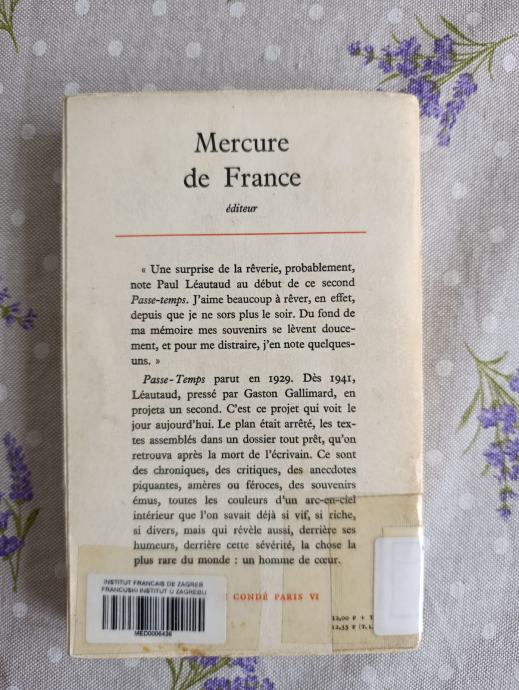 Mercure
de France
éditeur
« Une surprise de la rêverie, probablement,
note Paul Léautaud au début de ce second
Passe-temps. J'aime beaucoup à rêver, en effet,
depuis que je ne sors plus le soir. Du fond de
ma mémoire mes souvenirs se lèvent douce-
ment, et pour me distraire, j'en note quelques-
uns. »
Passe-Temps parut en 1929. Dès 1941,
Léautaud, pressé par Gaston Gallimard, en
projeta un second. C'est ce projet qui voit le
jour aujourd'hui. Le plan était arrêté, les tex-
tes assemblés dans un dossier tout prêt, qu'on
retrouva après la mort de l'écrivain. Ce sont
des chroniques, des critiques, des anecdotes
piquantes, amères ou féroces, des souvenirs
émus, toutes les couleurs d'un arc-en-ciel
intérieur que l'on savait déjà si vif, si riche,
si divers, mais qui révèle aussi, derrière ses
humeurs, derrière cette sévérité, la chose la
plus rare du monde : un homme de cœur.
INSTITUT FRANCAIS DE ZAGREB
FRANCUSKI INSTITUT U ZAGREBU
MED0006436
CONDÉ PARIS VI
12,00 F + T
12,35 F (T.L.